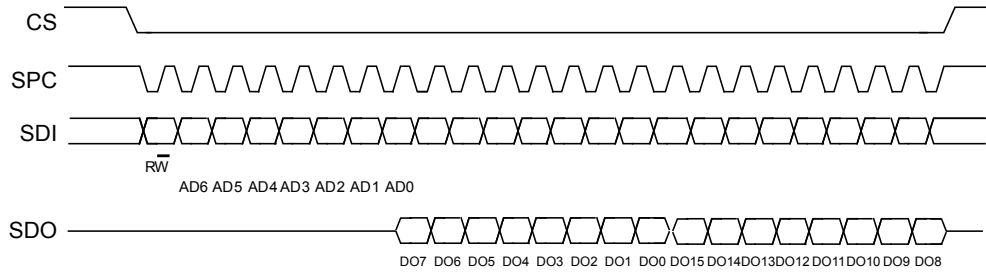 CS
SPC
SDI
RW
AD6 AD5 AD4 AD3 AD2 AD1 AD0
SDO
DO7 DO6 DO5 DO4 DO3 DO2 DO1 DO0 DO15 DO14 DO13 DO12 DO11 DO10 DO9 DO8